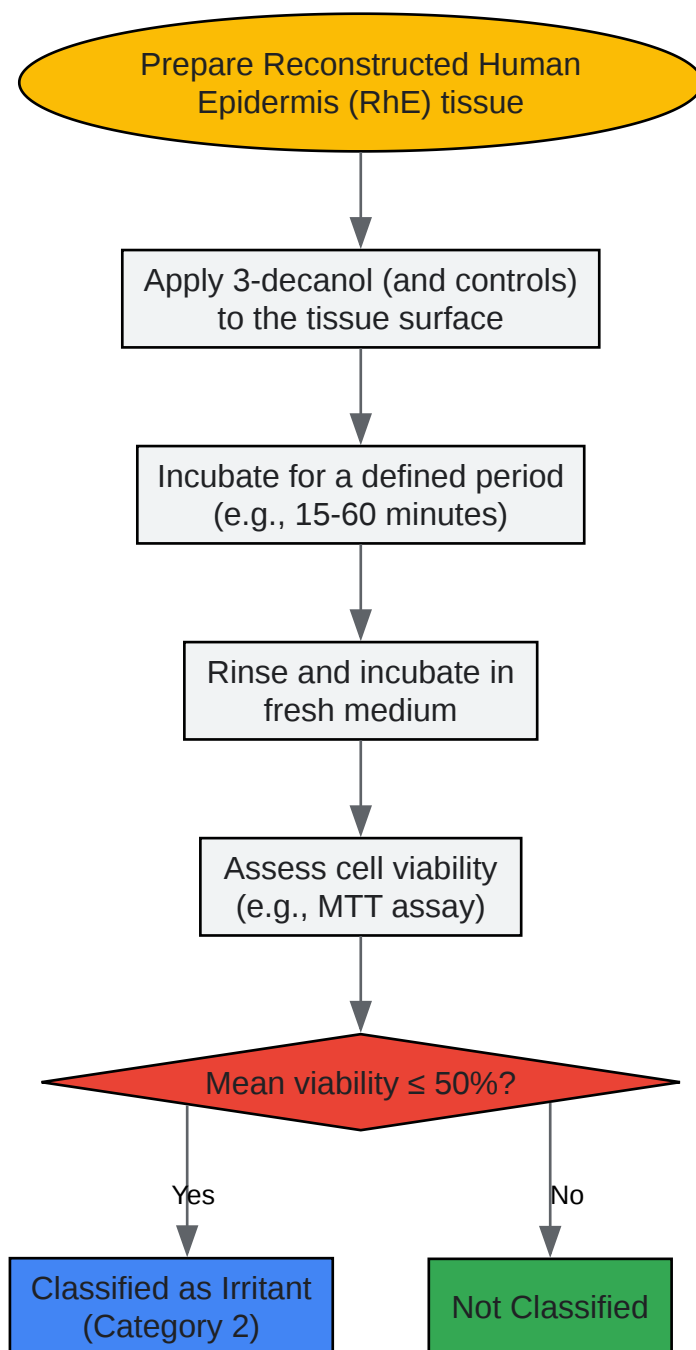 Prepare Reconstructed Human
Epidermis (RhE) tissue
Apply 3-decanol (and controls)
to the tissue surface
Incubate for a defined period
(e.g., 15-60 minutes)
Rinse and incubate in
fresh medium
Assess cell viability
(e.g., MTT assay)
Mean viability ≤ 50%?
Yes
No
Classified as Irritant
(Category 2)
Not Classified